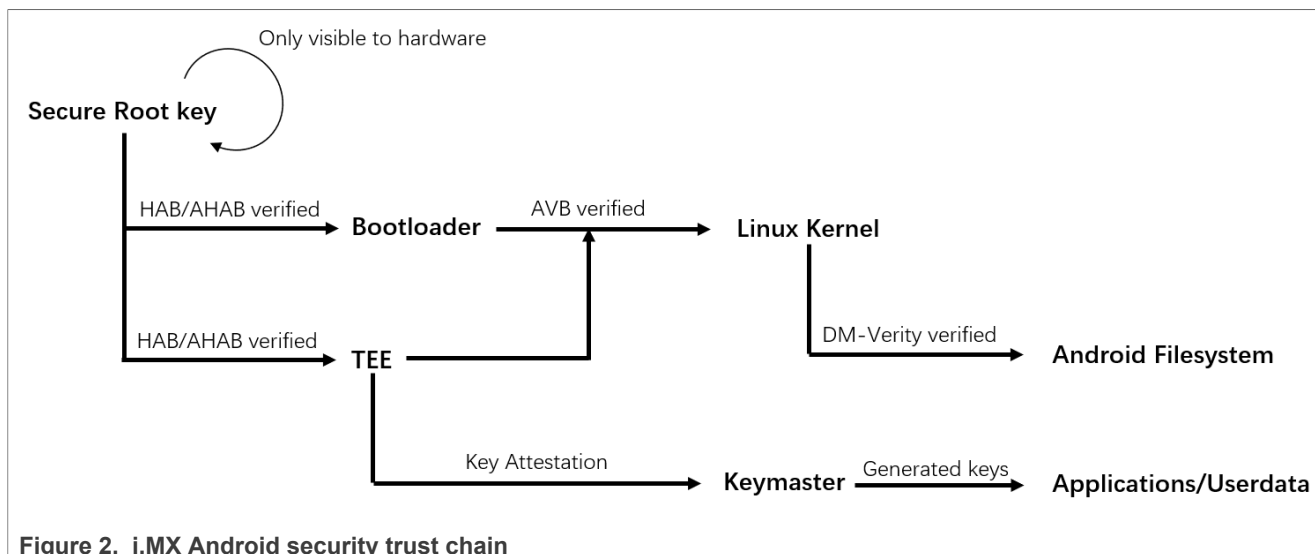 Only visible to hardware
Secure Root key
HAB/AHAB verified
Bootloader
AVB verified
Linux Kernel
DM-Verity verified
HAB/AHAB verified
TEE
Android Filesystem
Key Attestation
Keymaster
Generated keys
Applications/Userdata
Figure 2. i.MX Android security trust chain